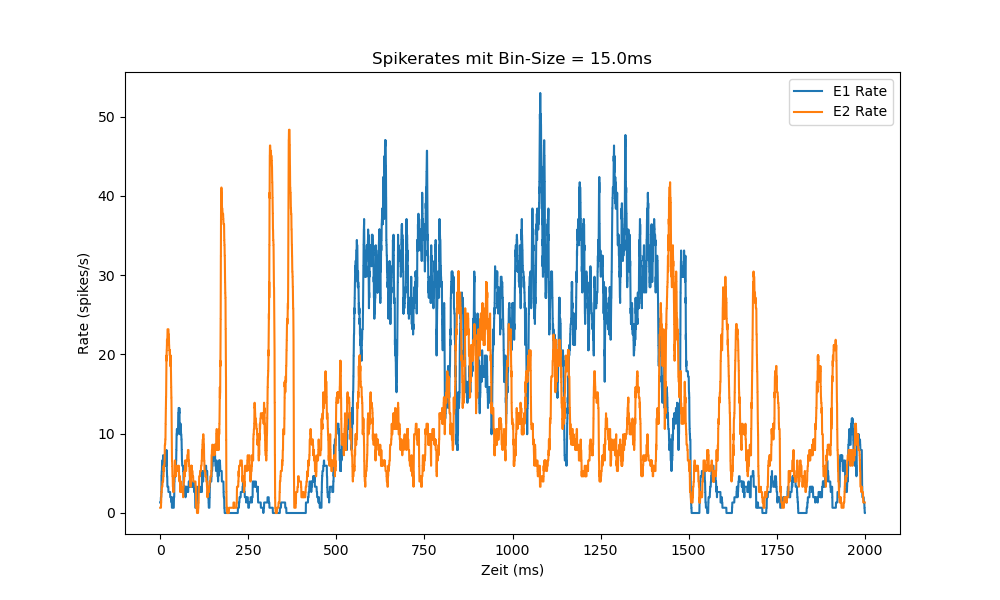 Spikerates mit Bin-Size = 15.0ms
E1 Rate
E2 Rate
50
40
30
20
10
0
Rate (spikes/s)
0 250 500 750 1000 1250 1500 1750 2000
Zeit (ms)